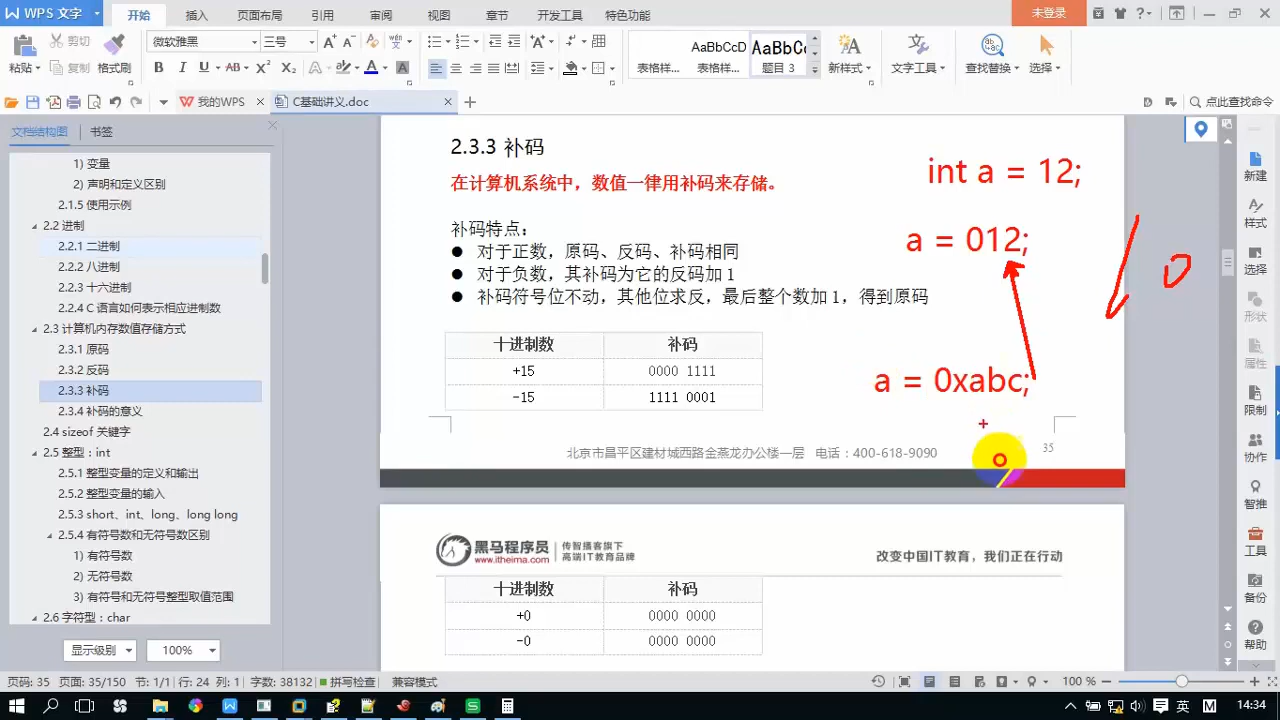 WPS 文字
开始
插入
页面布局
引用
审阅
视图
章节
开发工具
特色功能
未登录
粘贴
剪切
复制
格式刷
微软雅黑
三号
AaBbCcD
AaBbCc
表格样...
表格样...
题目 3
新样式
文字工具
查找替换
选择
我的WPS
C基础讲义.doc
点此查找命令
文档结构图
书签
1) 变量
2) 声明和定义区别
2.1.5 使用示例
2.2 进制
2.2.1 二进制
2.2.2 八进制
2.2.3 十六进制
2.2.4 C 语言如何表示相应进制数
2.3 计算机内存数值存储方式
2.3.1 原码
2.3.2 反码
2.3.3 补码
2.3.4 补码的意义
2.4 sizeof 关键字
2.5 整型：int
2.5.1 整型变量的定义和输出
2.5.2 整型变量的输入
2.5.3 short、int、long、long long
2.5.4 有符号数和无符号数区别
1) 有符号数
2) 无符号数
3) 有符号和无符号整型取值范围
2.6 字符型：char
显示级别
100%
2.3.3 补码
在计算机系统中，数值一律用补码来存储。
补码特点：
● 对于正数，原码、反码、补码相同
● 对于负数，其补码为它的反码加 1
● 补码符号位不动，其他位求反，最后整个数加 1，得到原码
十进制数 补码
+15 0000 1111
-15 1111 0001
int a = 12;
a = 012;
a = 0xabc;
0
北京市昌平区建材城西路金燕龙办公楼一层 电话：400-618-9090
35
黑马程序员
www.itheima.com
传智播客旗下
高端IT教育品牌
改变中国IT教育，我们正在行动
十进制数 补码
+0 0000 0000
-0 0000 0000
新建
样式
选择
形状
属性
限制
协作
智推
工具
备份
帮助
页码: 35 页面: 35/150 节: 1/1 行: 24 列: 1 字数: 38132 拼写检查 兼容模式
100 %
英
M
14:34